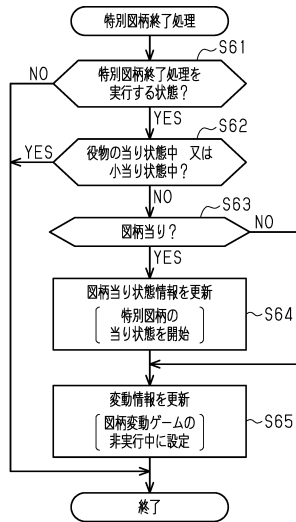 特別図柄終了処理
S61
NO
特別図柄終了処理を
実行する状態？
YES
S62
YES
役物の当り状態中 又は
小当り状態中？
NO
S63
NO
図柄当り？
YES
図柄当り状態情報を更新
特別図柄の
当り状態を開始
S64
変動情報を更新
図柄変動ゲームの
非実行中に設定
S65
終了